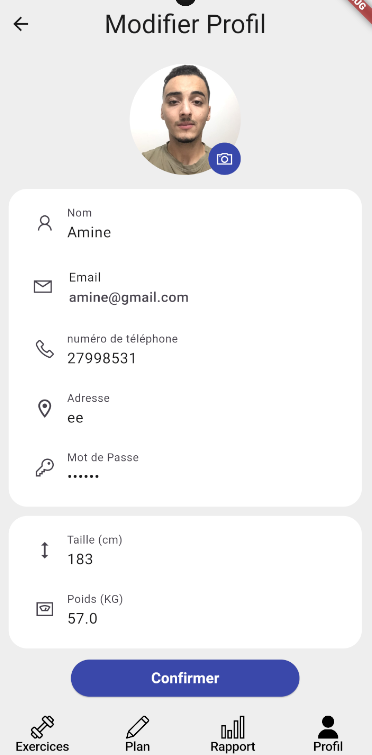 UG
Modifier Profil
Nom
Amine
Email
amine@gmail.com
numéro de téléphone
27998531
Adresse
ee
Mot de Passe
••••••
Taille (cm)
183
Poids (KG)
57.0
Confirmer
Exercices
Plan
Rapport
Profil